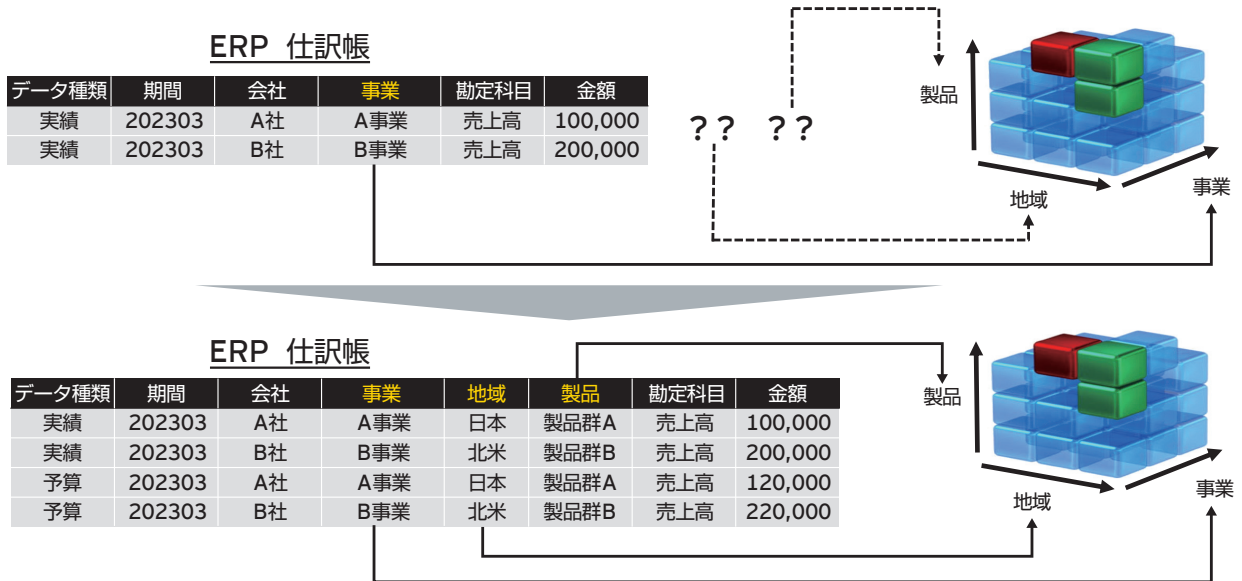 ERP 仕訳帳
データ種類 期間 会社 事業 勘定科目 金額
実績 202303 A社 A事業 売上高 100,000
実績 202303 B社 B事業 売上高 200,000
?? ??
製品
地域
事業
ERP 仕訳帳
データ種類 期間 会社 事業 地域 製品 勘定科目 金額
実績 202303 A社 A事業 日本 製品群A 売上高 100,000
実績 202303 B社 B事業 北米 製品群B 売上高 200,000
予算 202303 A社 A事業 日本 製品群A 売上高 120,000
予算 202303 B社 B事業 北米 製品群B 売上高 220,000
製品
地域
事業